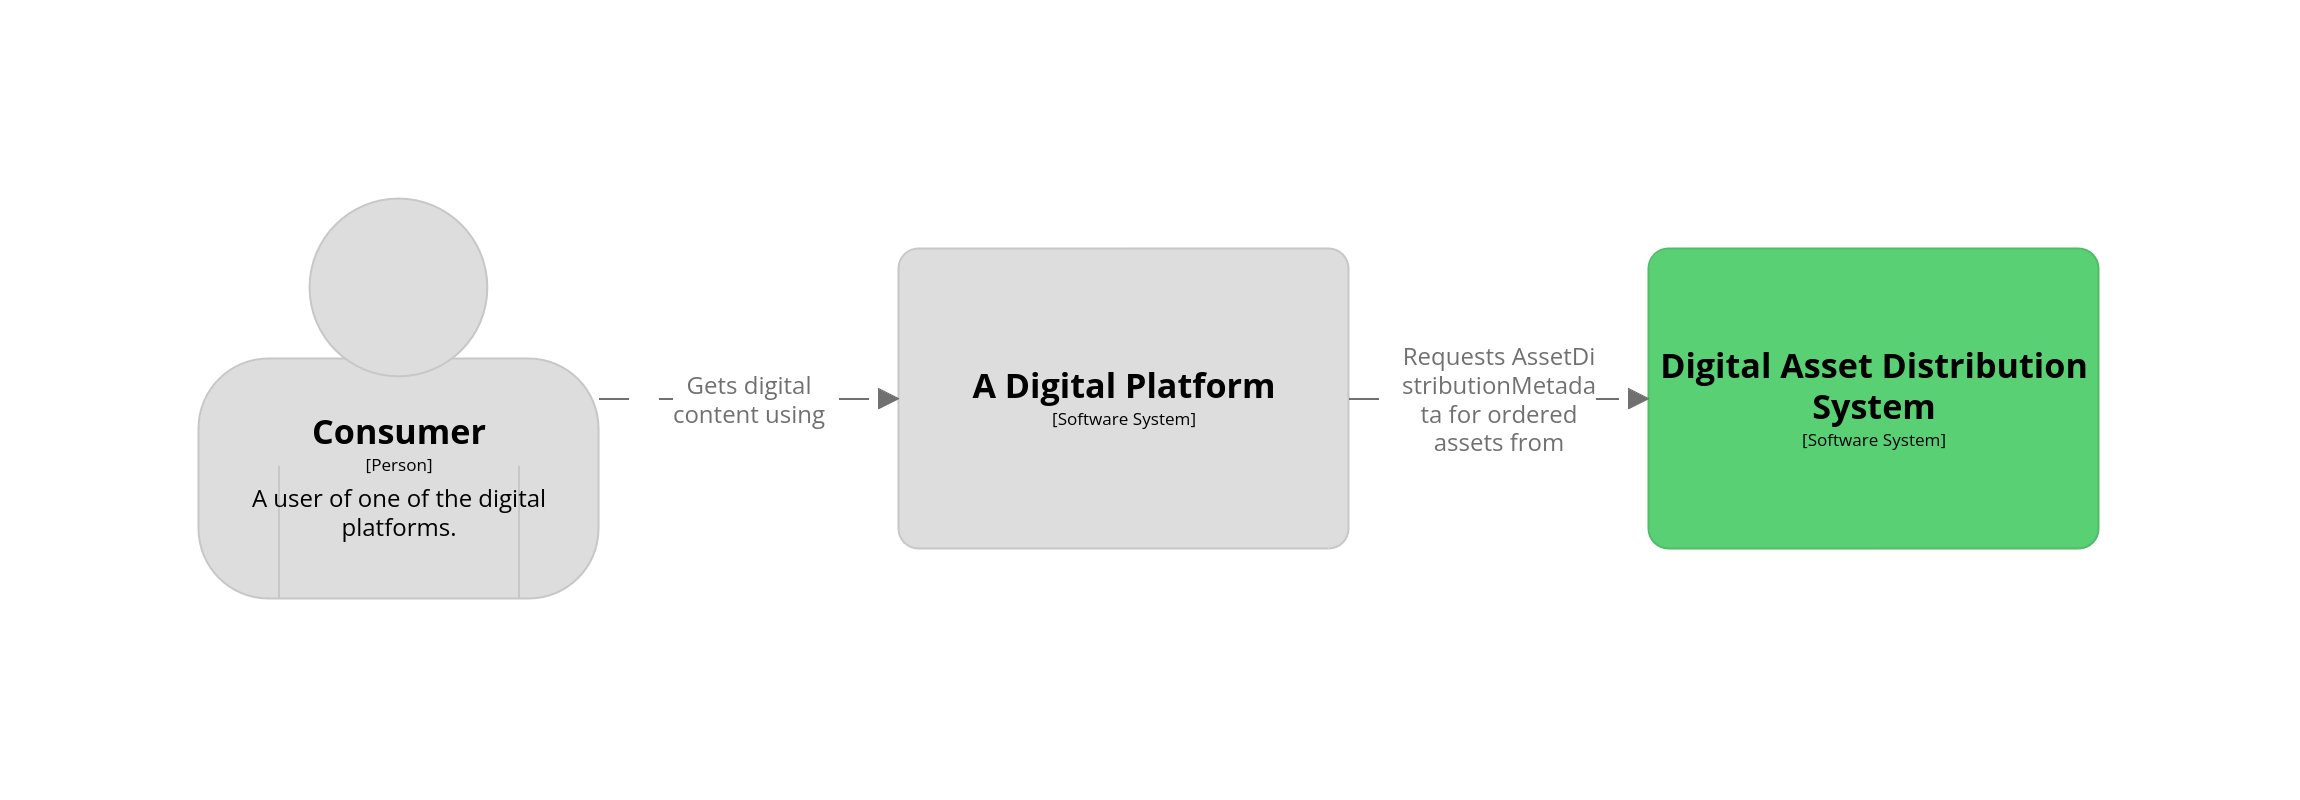 Consumer
[Person]
A user of one of the digital
platforms.
Gets digital
content using
A Digital Platform
[Software System]
Requests AssetDi
stributionMetada
ta for ordered
assets from
Digital Asset Distribution
System
[Software System]